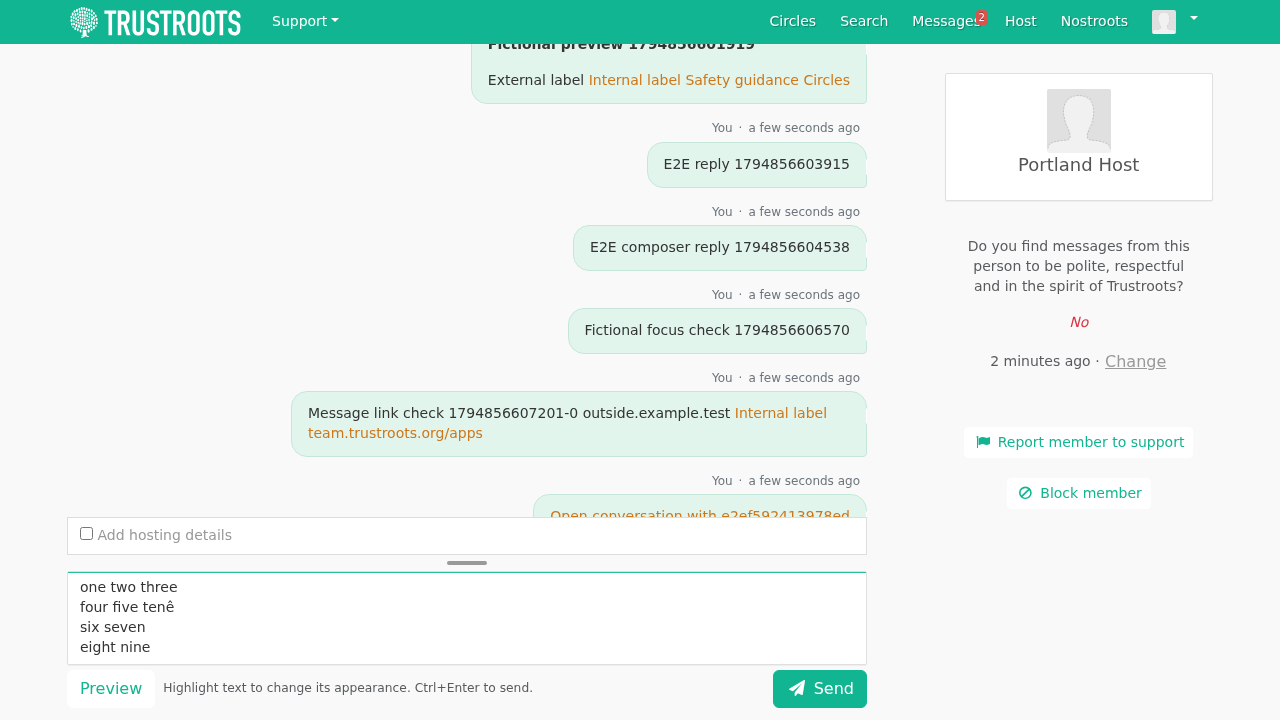 TRUSTROOTS
Support
Circles
Search
Messages
2
Host
Nostroots
Fictional preview 1794856601919
External label Internal label Safety guidance Circles
You · a few seconds ago
E2E reply 1794856603915
You · a few seconds ago
E2E composer reply 1794856604538
You · a few seconds ago
Fictional focus check 1794856606570
You · a few seconds ago
Message link check 1794856607201-0 outside.example.test Internal label
team.trustroots.org/apps
You · a few seconds ago
Open conversation with e2ef592413978ed
Add hosting details
one two three
four five tenê
six seven
eight nine
Preview
Highlight text to change its appearance. Ctrl+Enter to send.
Send
Portland Host
Do you find messages from this
person to be polite, respectful
and in the spirit of Trustroots?
No
2 minutes ago · Change
Report member to support
Block member